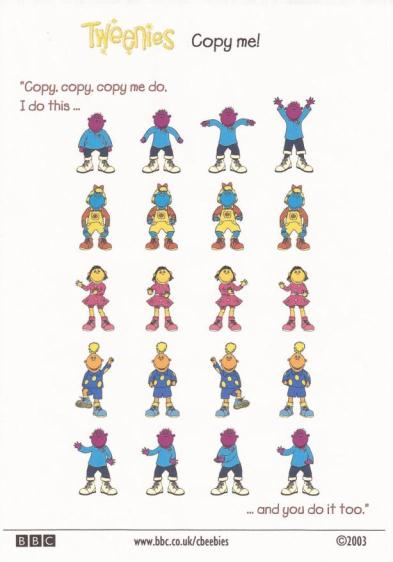 Tweenies Copy me!
"Copy, copy, copy me do,
I do this ...
... and you do it too."
BBC www.bbc.co.uk/cbeebies ©2003